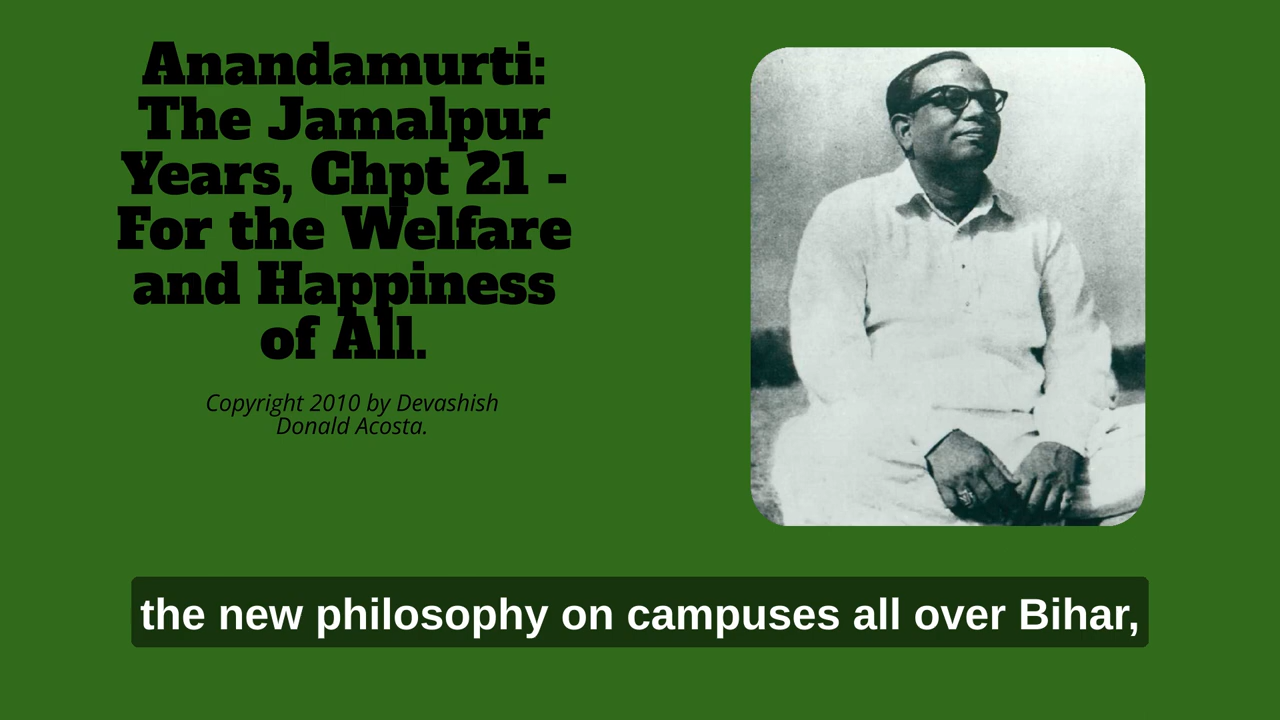 Anandamurti:
The Jamalpur
Years, Chpt 21 -
For the Welfare
and Happiness
of All.
Copyright 2010 by Devashish
Donald Acosta.
the new philosophy on campuses all over Bihar,